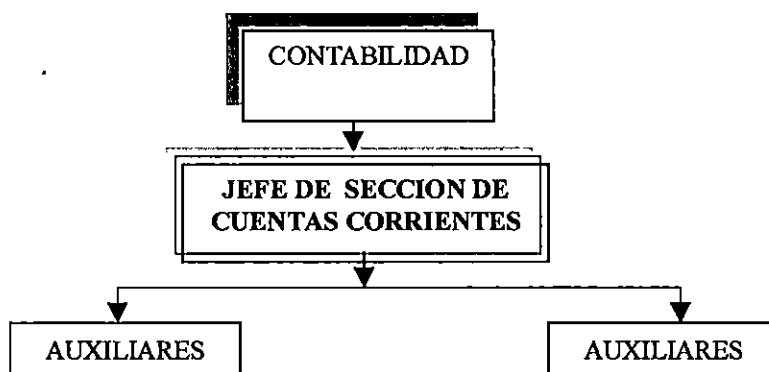 CONTABILIDAD
JEFE DE SECCION DE
CUENTAS CORRIENTES
AUXILIARES
AUXILIARES